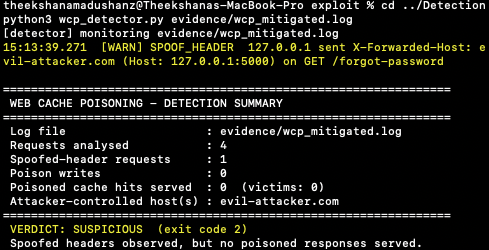 theekshanamadushanz@Theekshanas-MacBook-Pro exploit % cd ../Detection
python3 wcp_detector.py evidence/wcp_mitigated.log
[detector] monitoring evidence/wcp_mitigated.log
15:13:39.271  [WARN] SPOOF_HEADER  127.0.0.1 sent X-Forwarded-Host: e
vil-attacker.com (Host: 127.0.0.1:5000) on GET /forgot-password
==============================================================
WEB CACHE POISONING - DETECTION SUMMARY
==============================================================
Log file                    : evidence/wcp_mitigated.log
Requests analysed           : 4
Spoofed-header requests     : 1
Poison writes               : 0
Poisoned cache hits served  : 0  (victims: 0)
Attacker-controlled host(s) : evil-attacker.com
==============================================================
VERDICT: SUSPICIOUS  (exit code 2)
Spoofed headers observed, but no poisoned responses served.